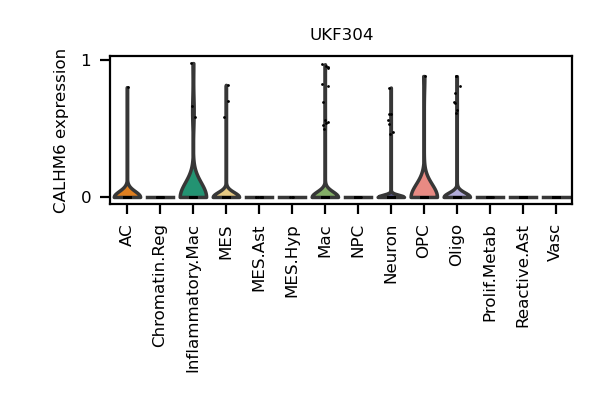 UKF304
CALHM6 expression
1
0
AC
Chromatin.Reg
Inflammatory.Mac
MES
MES.Ast
MES.Hyp
Mac
NPC
Neuron
OPC
Oligo
Prolif.Metab
Reactive.Ast
Vasc